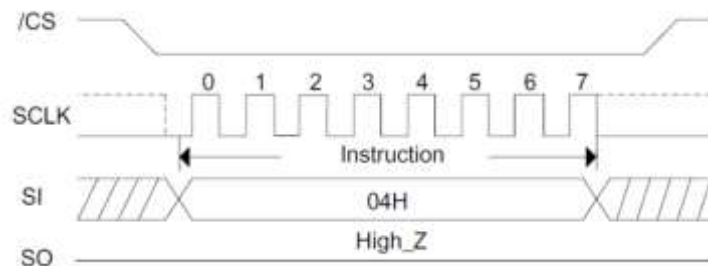 /CS
0 1 2 3 4 5 6 7
SCLK
Instruction
SI
04H
High_Z
SO